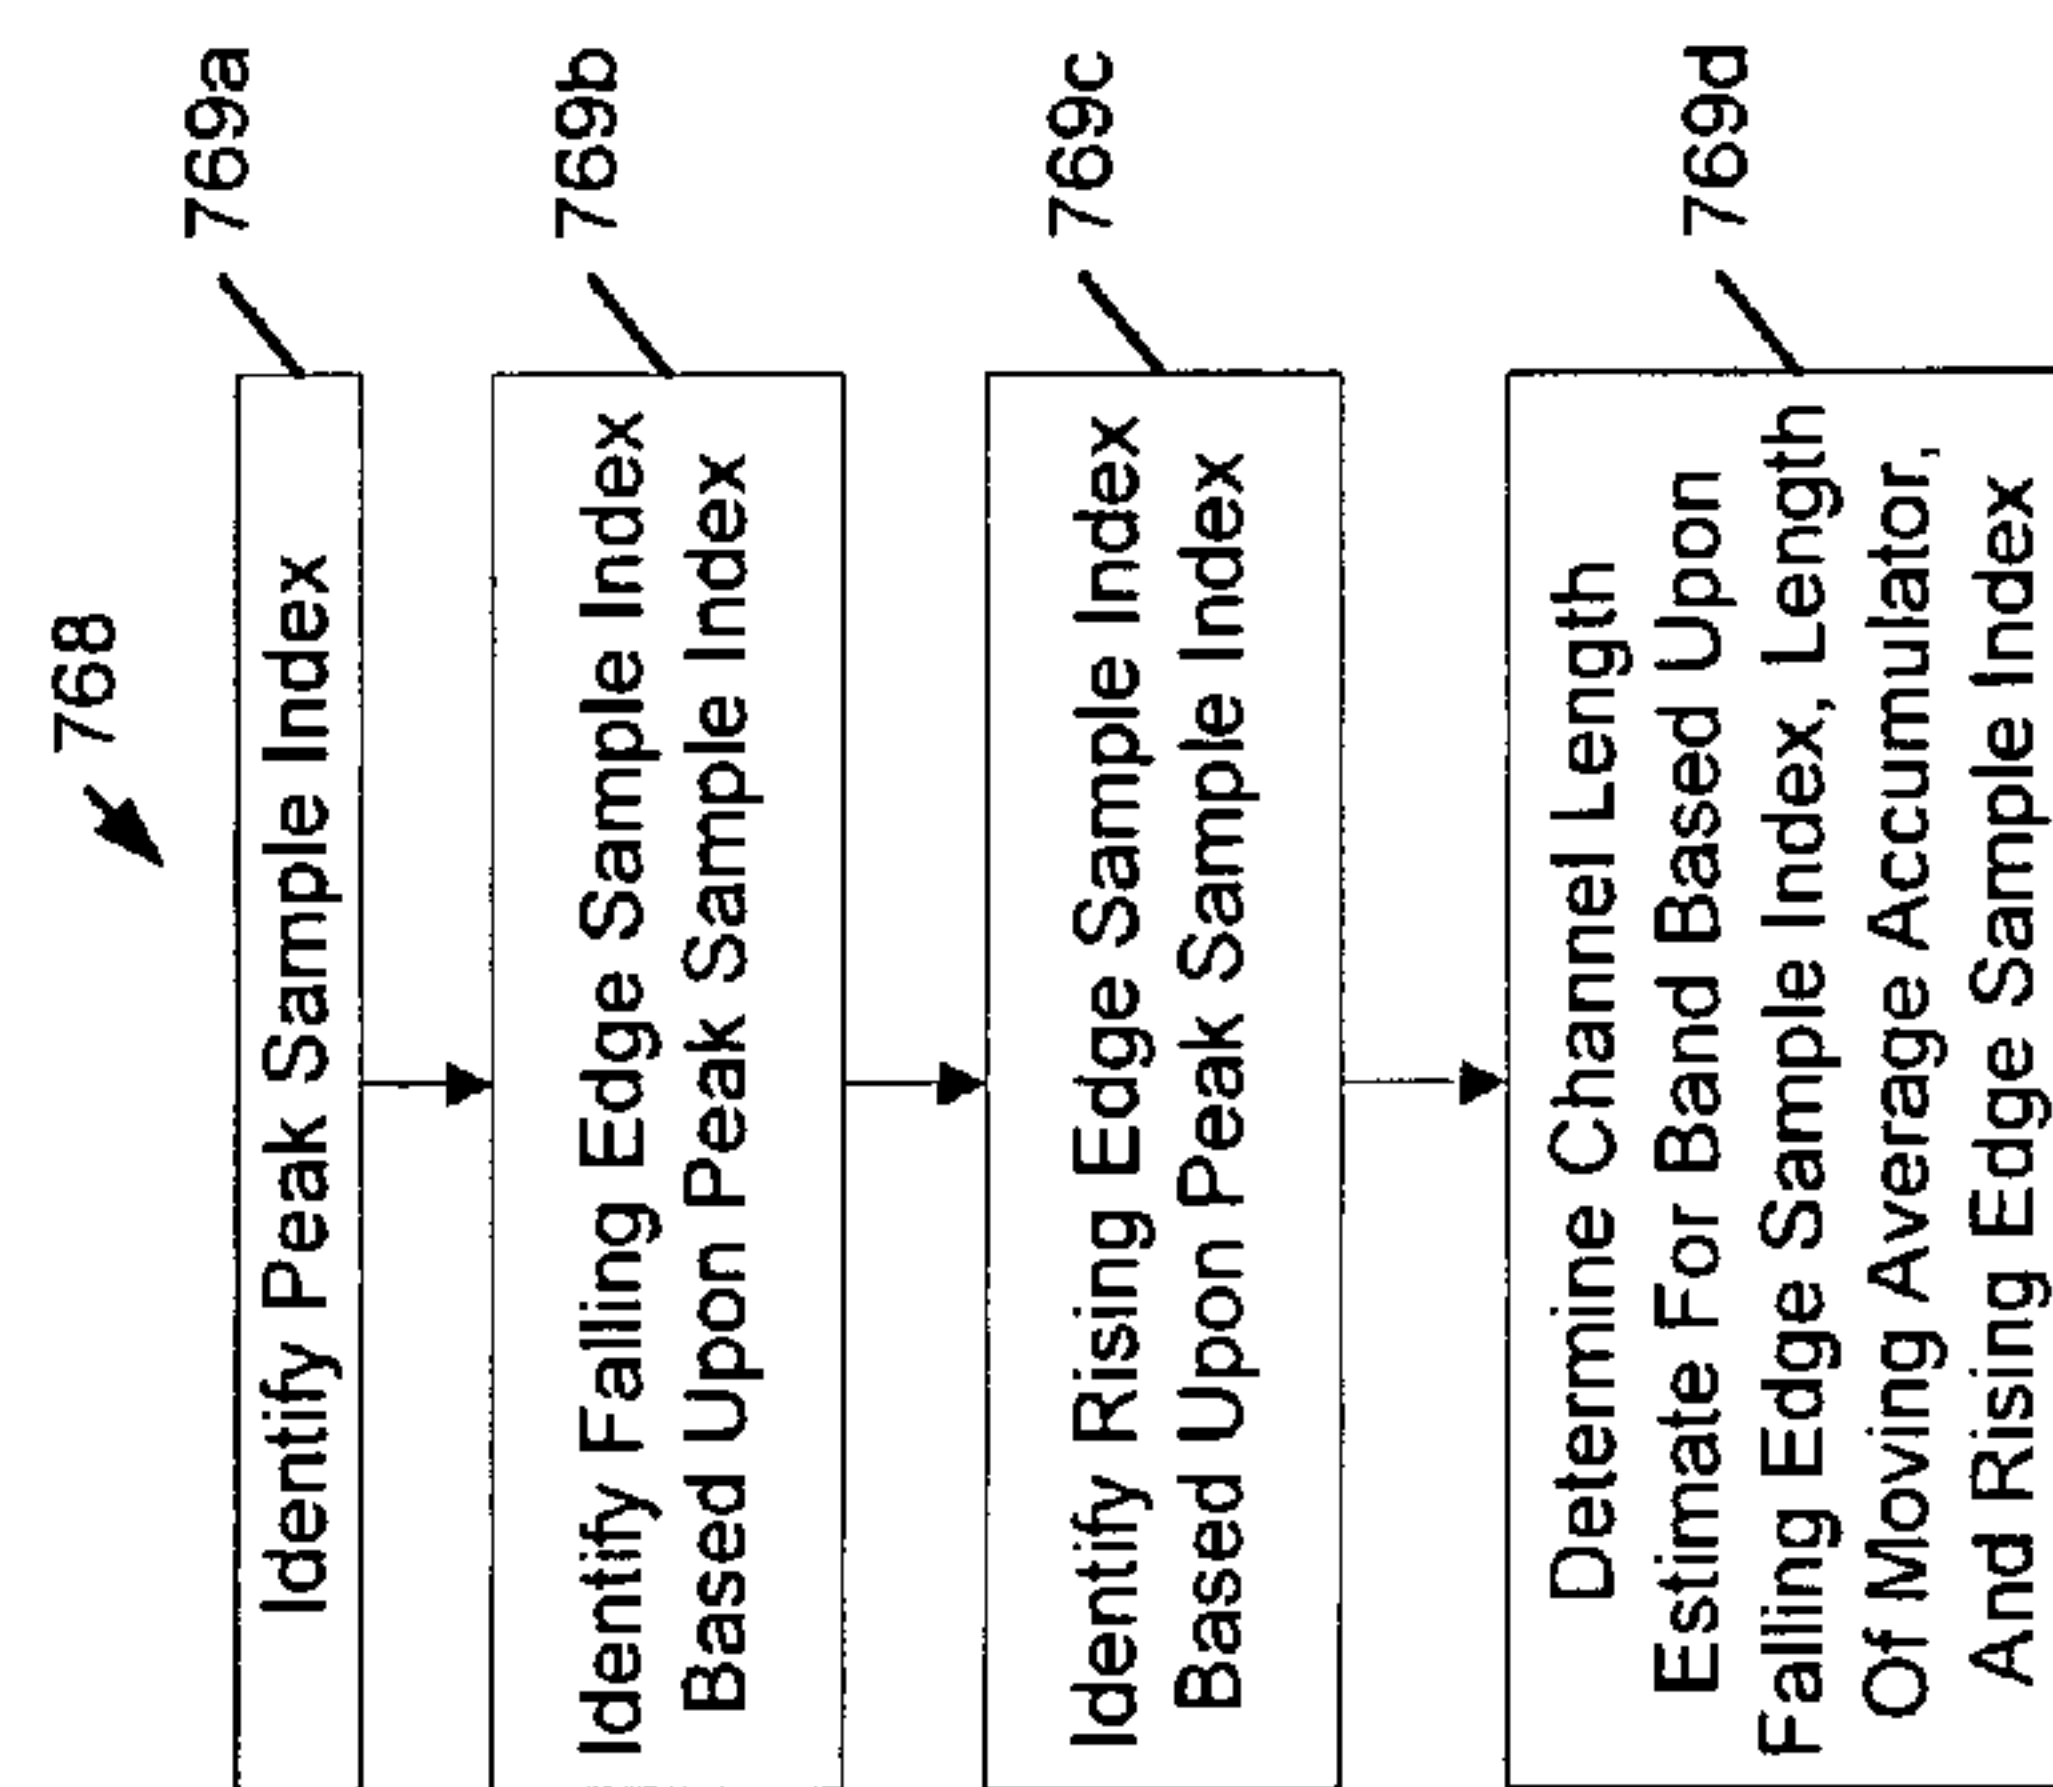 768
769a
Identify Peak Sample Index
769b
Identify Falling Edge Sample Index
Based Upon Peak Sample Index
769c
Identify Rising Edge Sample Index
Based Upon Peak Sample Index
769d
Determine Channel Length
Estimate For Band Based Upon
Falling Edge Sample Index, Length
Of Moving Average Accumulator,
And Rising Edge Sample Index